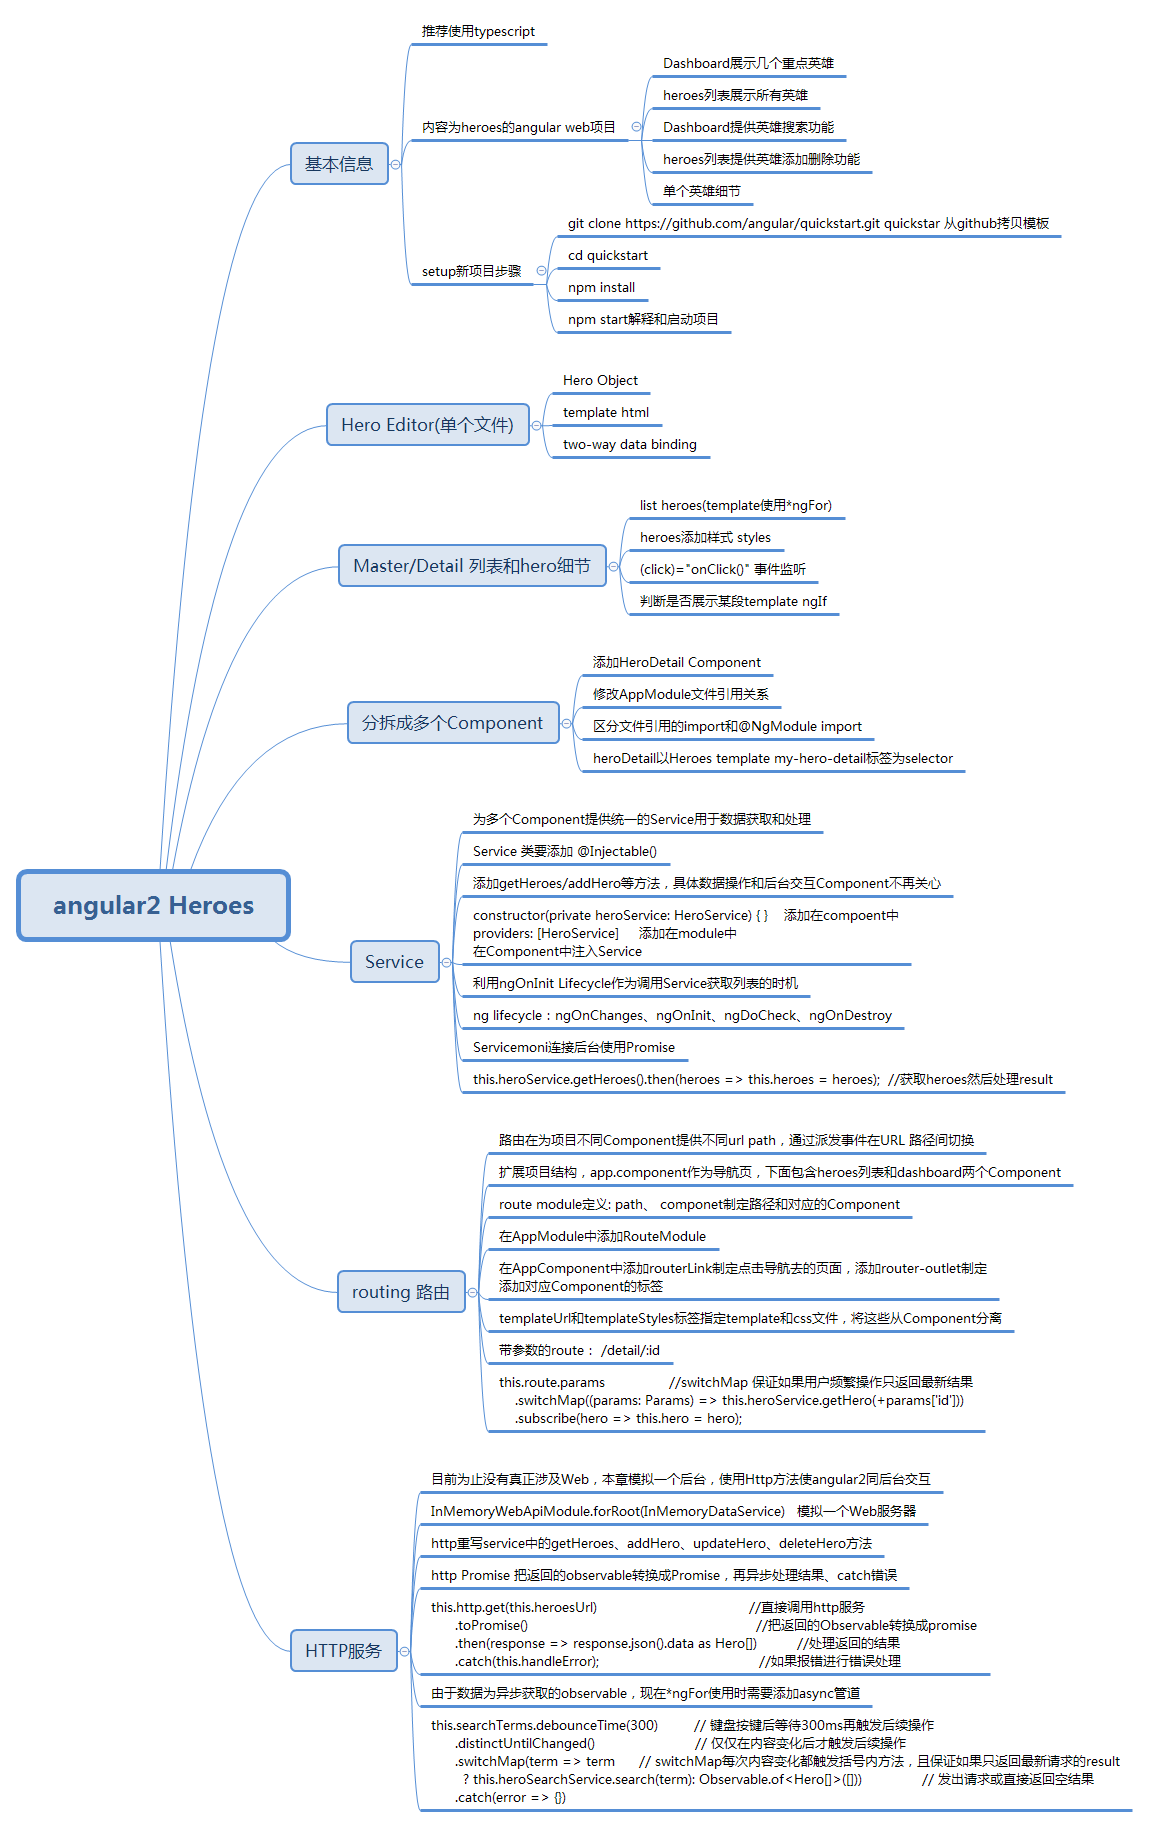 angular2 Heroes
基本信息
推荐使用typescript
内容为heroes的angular web项目
Dashboard展示几个重点英雄
heroes列表展示所有英雄
Dashboard提供英雄搜索功能
heroes列表提供英雄添加删除功能
单个英雄细节
setup新项目步骤
git clone https://github.com/angular/quickstart.git quickstar 从github拷贝模板
cd quickstart
npm install
npm start解释和启动项目
Hero Editor(单个文件)
Hero Object
template html
two-way data binding
Master/Detail 列表和hero细节
list heroes(template使用*ngFor)
heroes添加样式 styles
(click)="onClick()" 事件监听
判断是否展示某段template ngIf
分拆成多个Component
添加HeroDetail Component
修改AppModule文件引用关系
区分文件引用的import和@NgModule import
heroDetail以Heroes template my-hero-detail标签为selector
Service
为多个Component提供统一的Service用于数据获取和处理
Service 类要添加 @Injectable()
添加getHeroes/addHero等方法，具体数据操作和后台交互Component不再关心
constructor(private heroService: HeroService) { }    添加在compoent中
providers: [HeroService]     添加在module中
在Component中注入Service
利用ngOnInit Lifecycle作为调用Service获取列表的时机
ng lifecycle：ngOnChanges、ngOnInit、ngDoCheck、ngOnDestroy
Servicemoni连接后台使用Promise
this.heroService.getHeroes().then(heroes => this.heroes = heroes);  //获取heroes然后处理result
routing 路由
路由在为项目不同Component提供不同url path，通过派发事件在URL 路径间切换
扩展项目结构，app.component作为导航页，下面包含heroes列表和dashboard两个Component
route module定义: path、 componet制定路径和对应的Component
在AppModule中添加RouteModule
在AppComponent中添加routerLink制定点击导航去的页面，添加router-outlet制定
添加对应Component的标签
templateUrl和templateStyles标签指定template和css文件，将这些从Component分离
带参数的route： /detail/:id
this.route.params                //switchMap 保证如果用户频繁操作只返回最新结果
.switchMap((params: Params) => this.heroService.getHero(+params['id']))
.subscribe(hero => this.hero = hero);
HTTP服务
目前为止没有真正涉及Web，本章模拟一个后台，使用Http方法使angular2同后台交互
InMemoryWebApiModule.forRoot(InMemoryDataService)   模拟一个Web服务器
http重写service中的getHeroes、addHero、updateHero、deleteHero方法
http Promise 把返回的observable转换成Promise，再异步处理结果、catch错误
this.http.get(this.heroesUrl)                //直接调用http服务
.toPromise()                //把返回的Observable转换成promise
.then(response => response.json().data as Hero[])          //处理返回的结果
.catch(this.handleError);                //如果报错进行错误处理
由于数据为异步获取的observable，现在*ngFor使用时需要添加async管道
this.searchTerms.debounceTime(300)         // 键盘按键后等待300ms再触发后续操作
.distinctUntilChanged()                // 仅仅在内容变化后才触发后续操作
.switchMap(term => term      // switchMap每次内容变化都触发括号内方法，且保证如果只返回最新请求的result
? this.heroSearchService.search(term): Observable.of<Hero[]>([]))               // 发出请求或直接返回空结果
.catch(error => {})